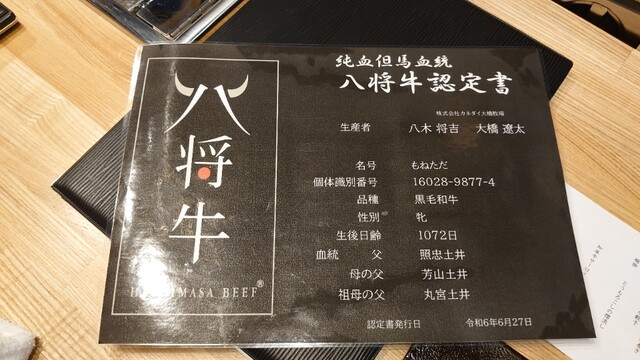 八将牛
HACHIMASA BEEF®
純血但馬血統
八将牛認定書
株式会社カネダイ大橋牧場
生産者 八木 将吉 大橋 遼太
名号 もねただ
個体識別番号 16028-9877-4
品種 黒毛和牛
性別 牝
生後日齢 1072日
血統 父 照忠土井
母の父 芳山土井
祖母の父 丸宮土井
認定書発行日 令和6年6月27日